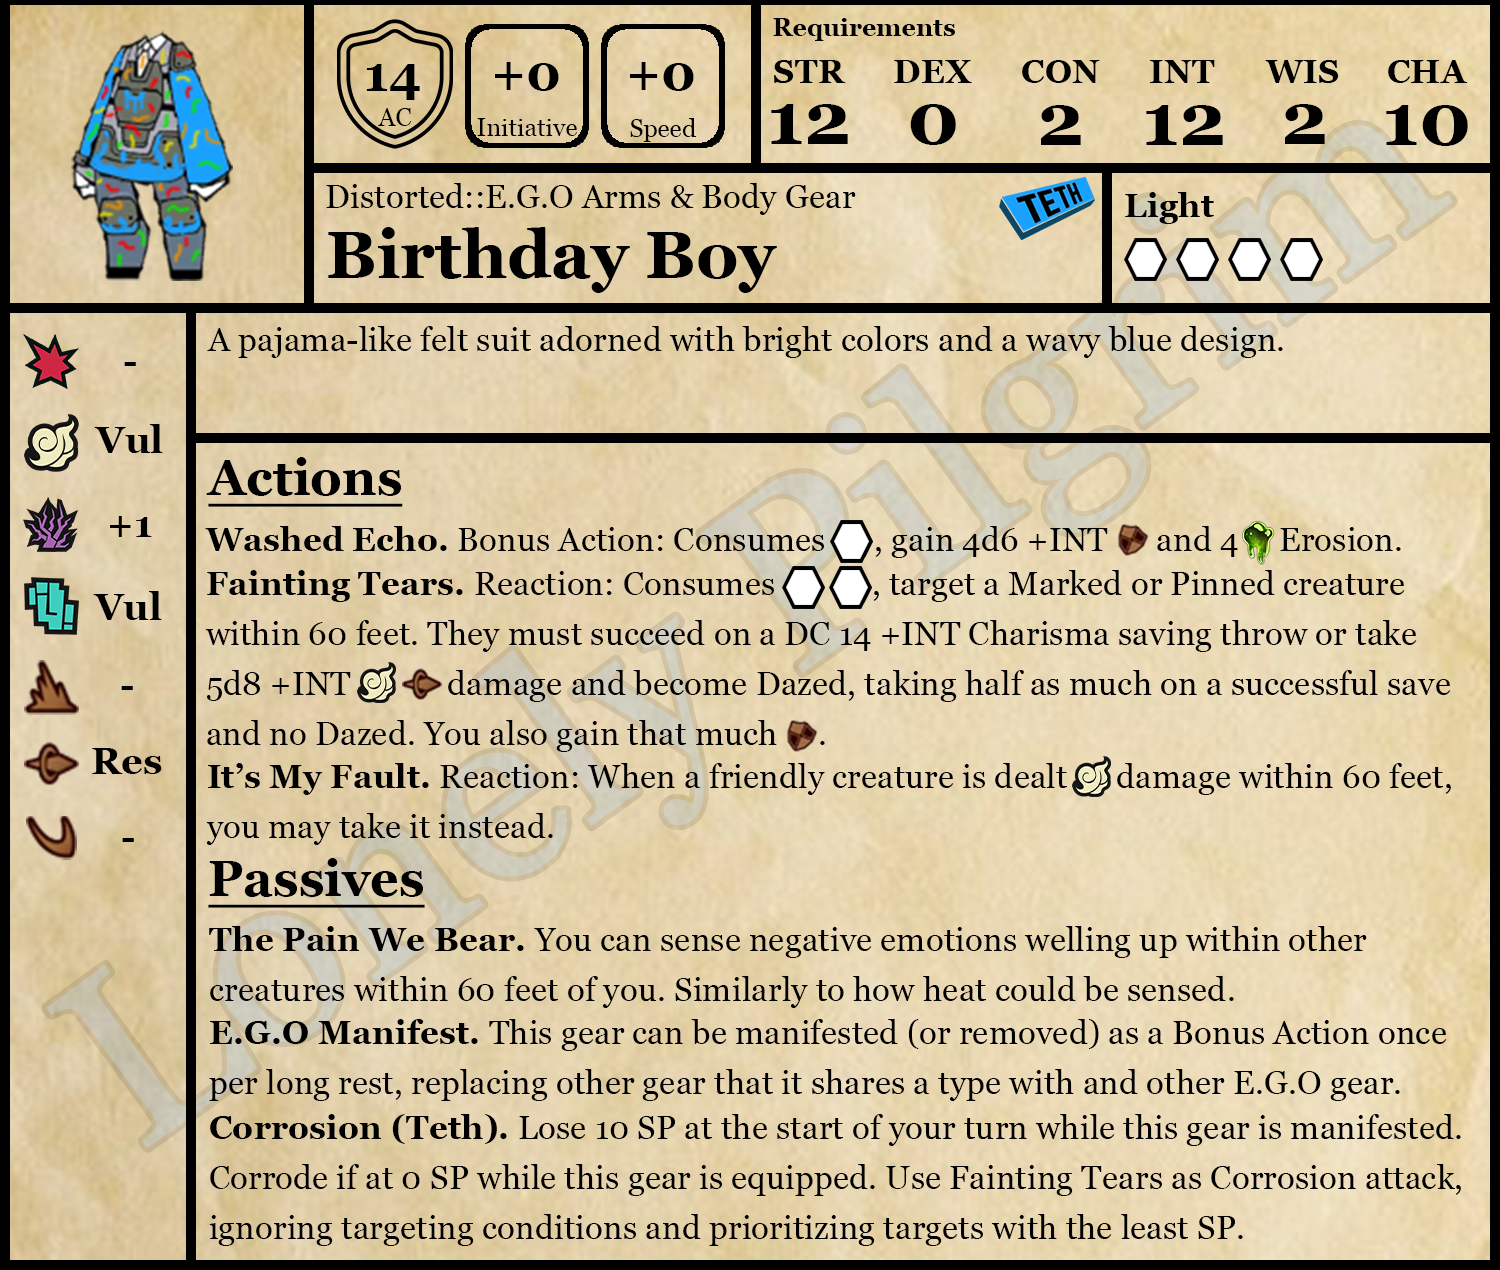 14
AC
+0
Initiative
+0
Speed
Requirements
STR DEX CON INT WIS CHA
12 0 2 12 2 10
Distorted::E.G.O Arms & Body Gear
Birthday Boy
TETH
Light
-
Vul
+1
Vul
-
Res
-
A pajama-like felt suit adorned with bright colors and a wavy blue design.
Actions
Washed Echo. Bonus Action: Consumes , gain 4d6 +INT and 4 Erosion.
Fainting Tears. Reaction: Consumes , target a Marked or Pinned creature
within 60 feet. They must succeed on a DC 14 +INT Charisma saving throw or take
5d8 +INT damage and become Dazed, taking half as much on a successful save
and no Dazed. You also gain that much .
It’s My Fault. Reaction: When a friendly creature is dealt damage within 60 feet,
you may take it instead.
Passives
The Pain We Bear. You can sense negative emotions welling up within other
creatures within 60 feet of you. Similarly to how heat could be sensed.
E.G.O Manifest. This gear can be manifested (or removed) as a Bonus Action once
per long rest, replacing other gear that it shares a type with and other E.G.O gear.
Corrosion (Teth). Lose 10 SP at the start of your turn while this gear is manifested.
Corrode if at 0 SP while this gear is equipped. Use Fainting Tears as Corrosion attack,
ignoring targeting conditions and prioritizing targets with the least SP.
Lonely Pilgrim